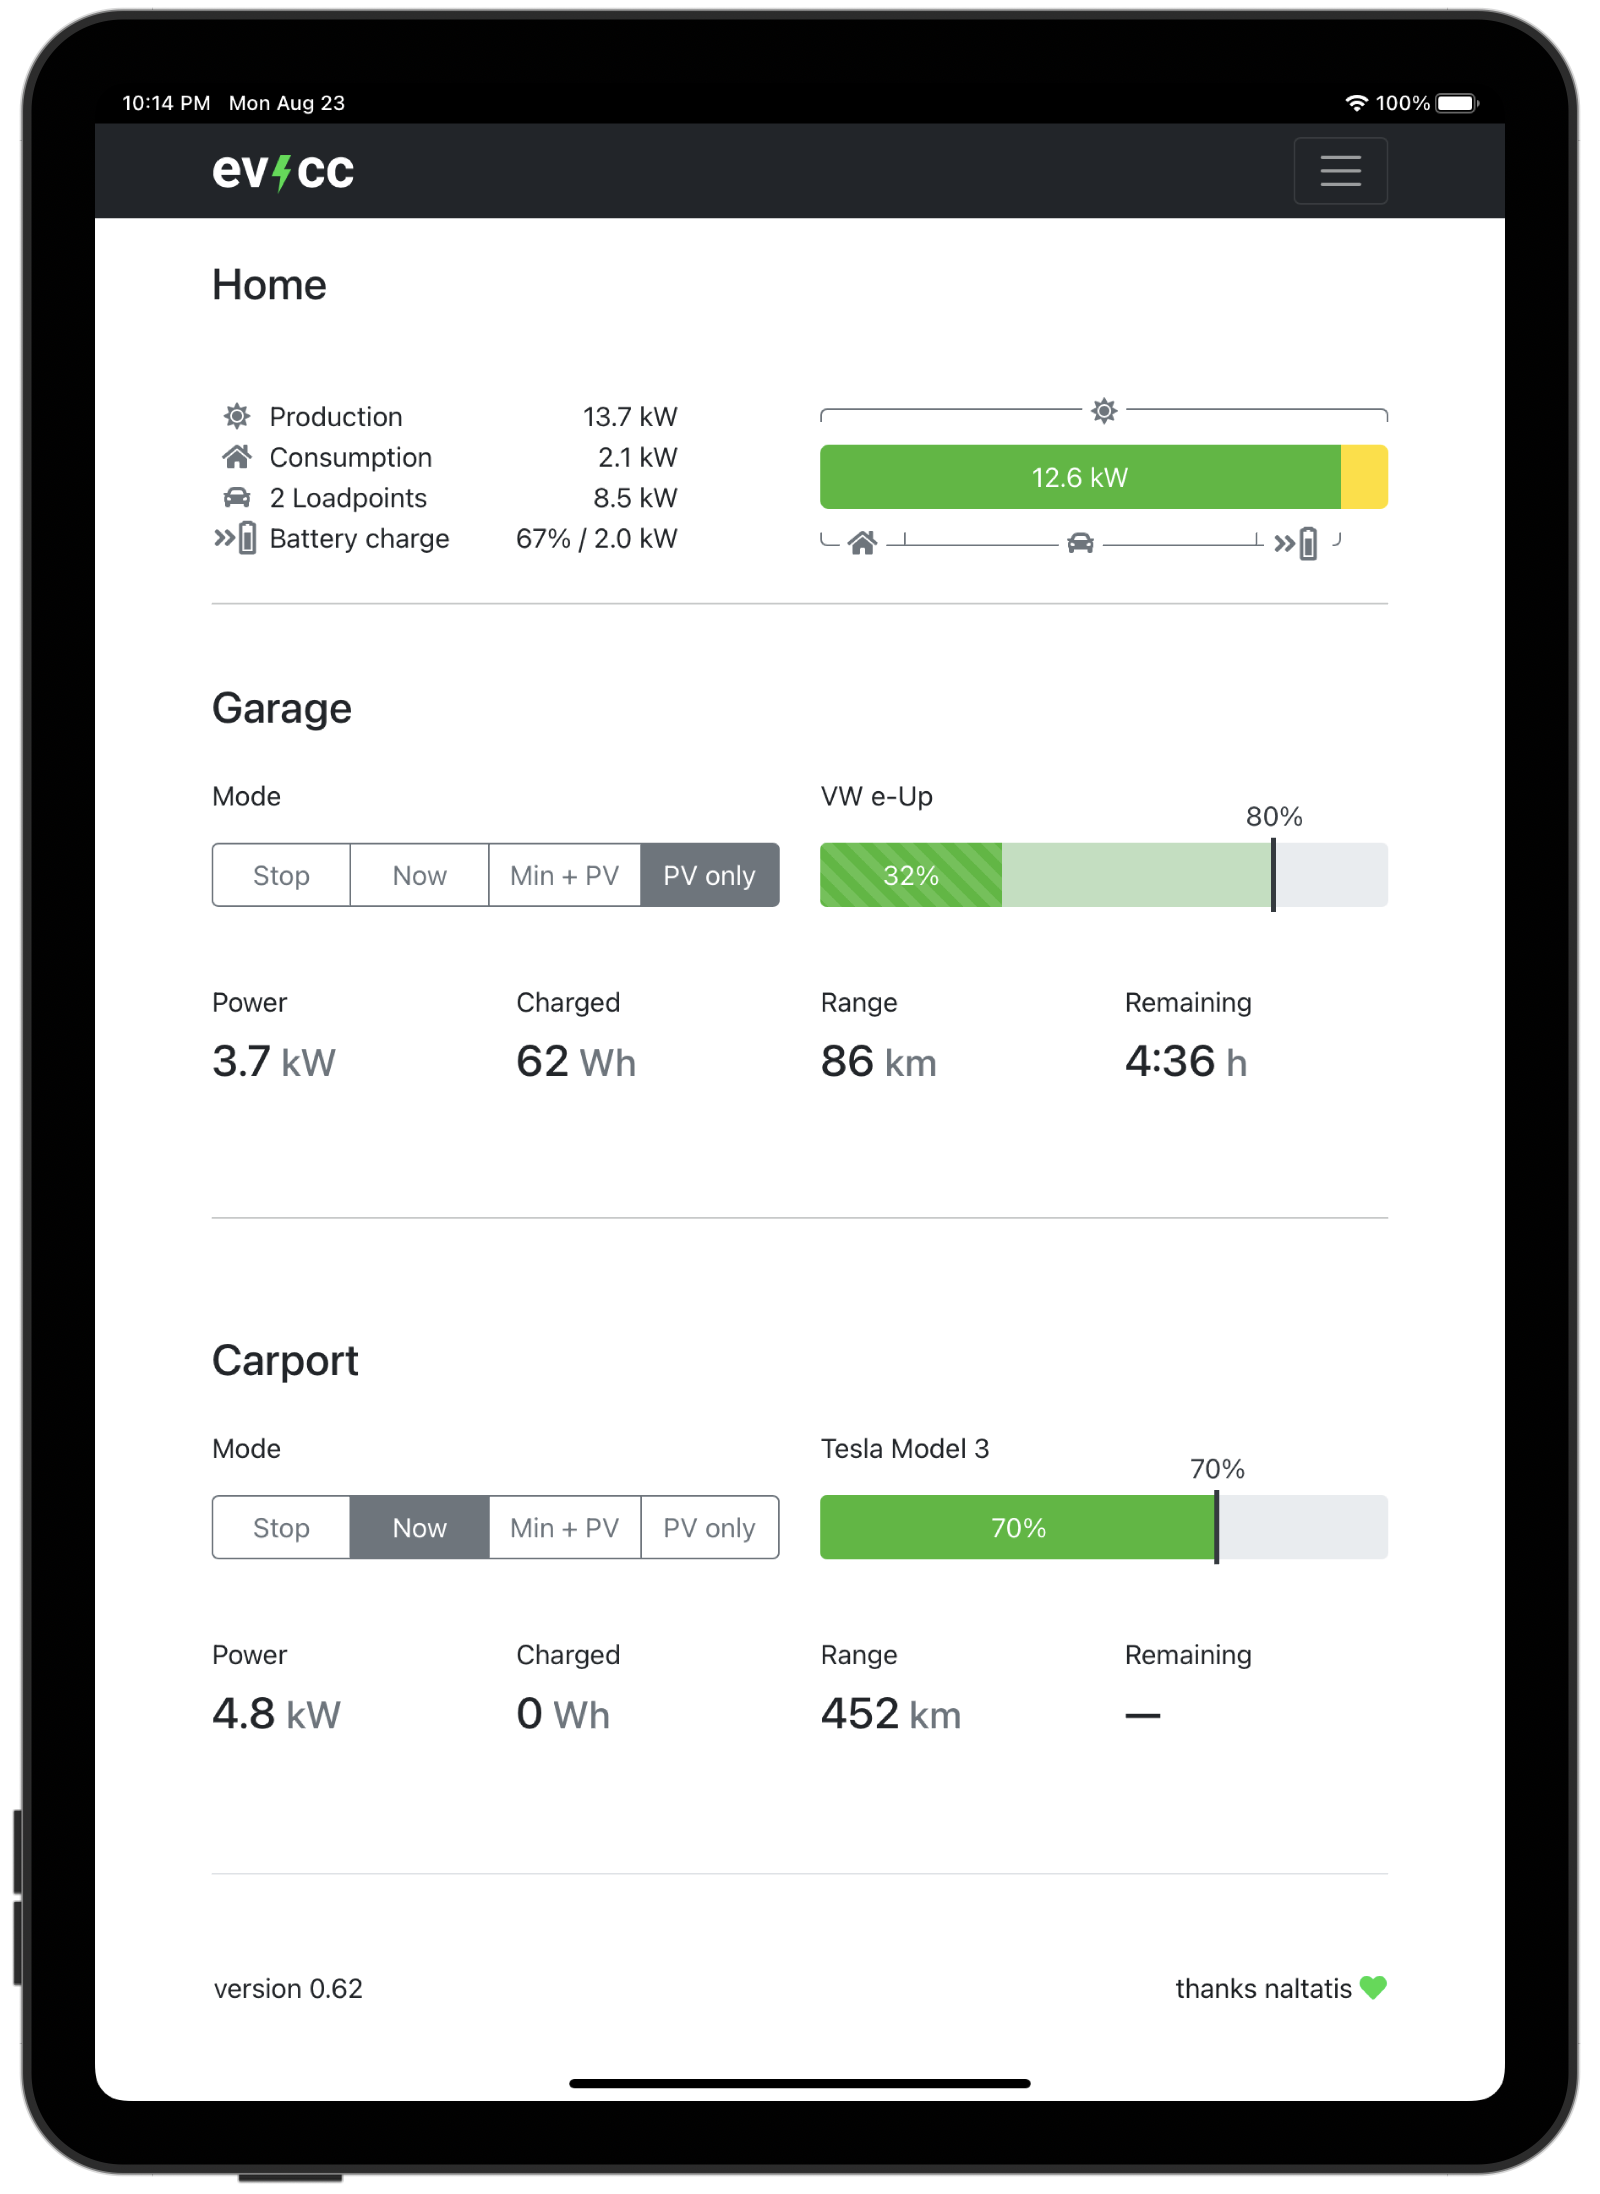 10:14 PM Mon Aug 23 100%
evcc
Home
Production 13.7 kW
Consumption 2.1 kW
2 Loadpoints 8.5 kW
Battery charge 67% / 2.0 kW
12.6 kW
Garage
Mode
Stop Now Min + PV PV only
VW e-Up
80%
32%
Power Charged Range Remaining
3.7 kW 62 Wh 86 km 4:36 h
Carport
Mode
Stop Now Min + PV PV only
Tesla Model 3
70%
70%
Power Charged Range Remaining
4.8 kW 0 Wh 452 km —
version 0.62 thanks naltatis